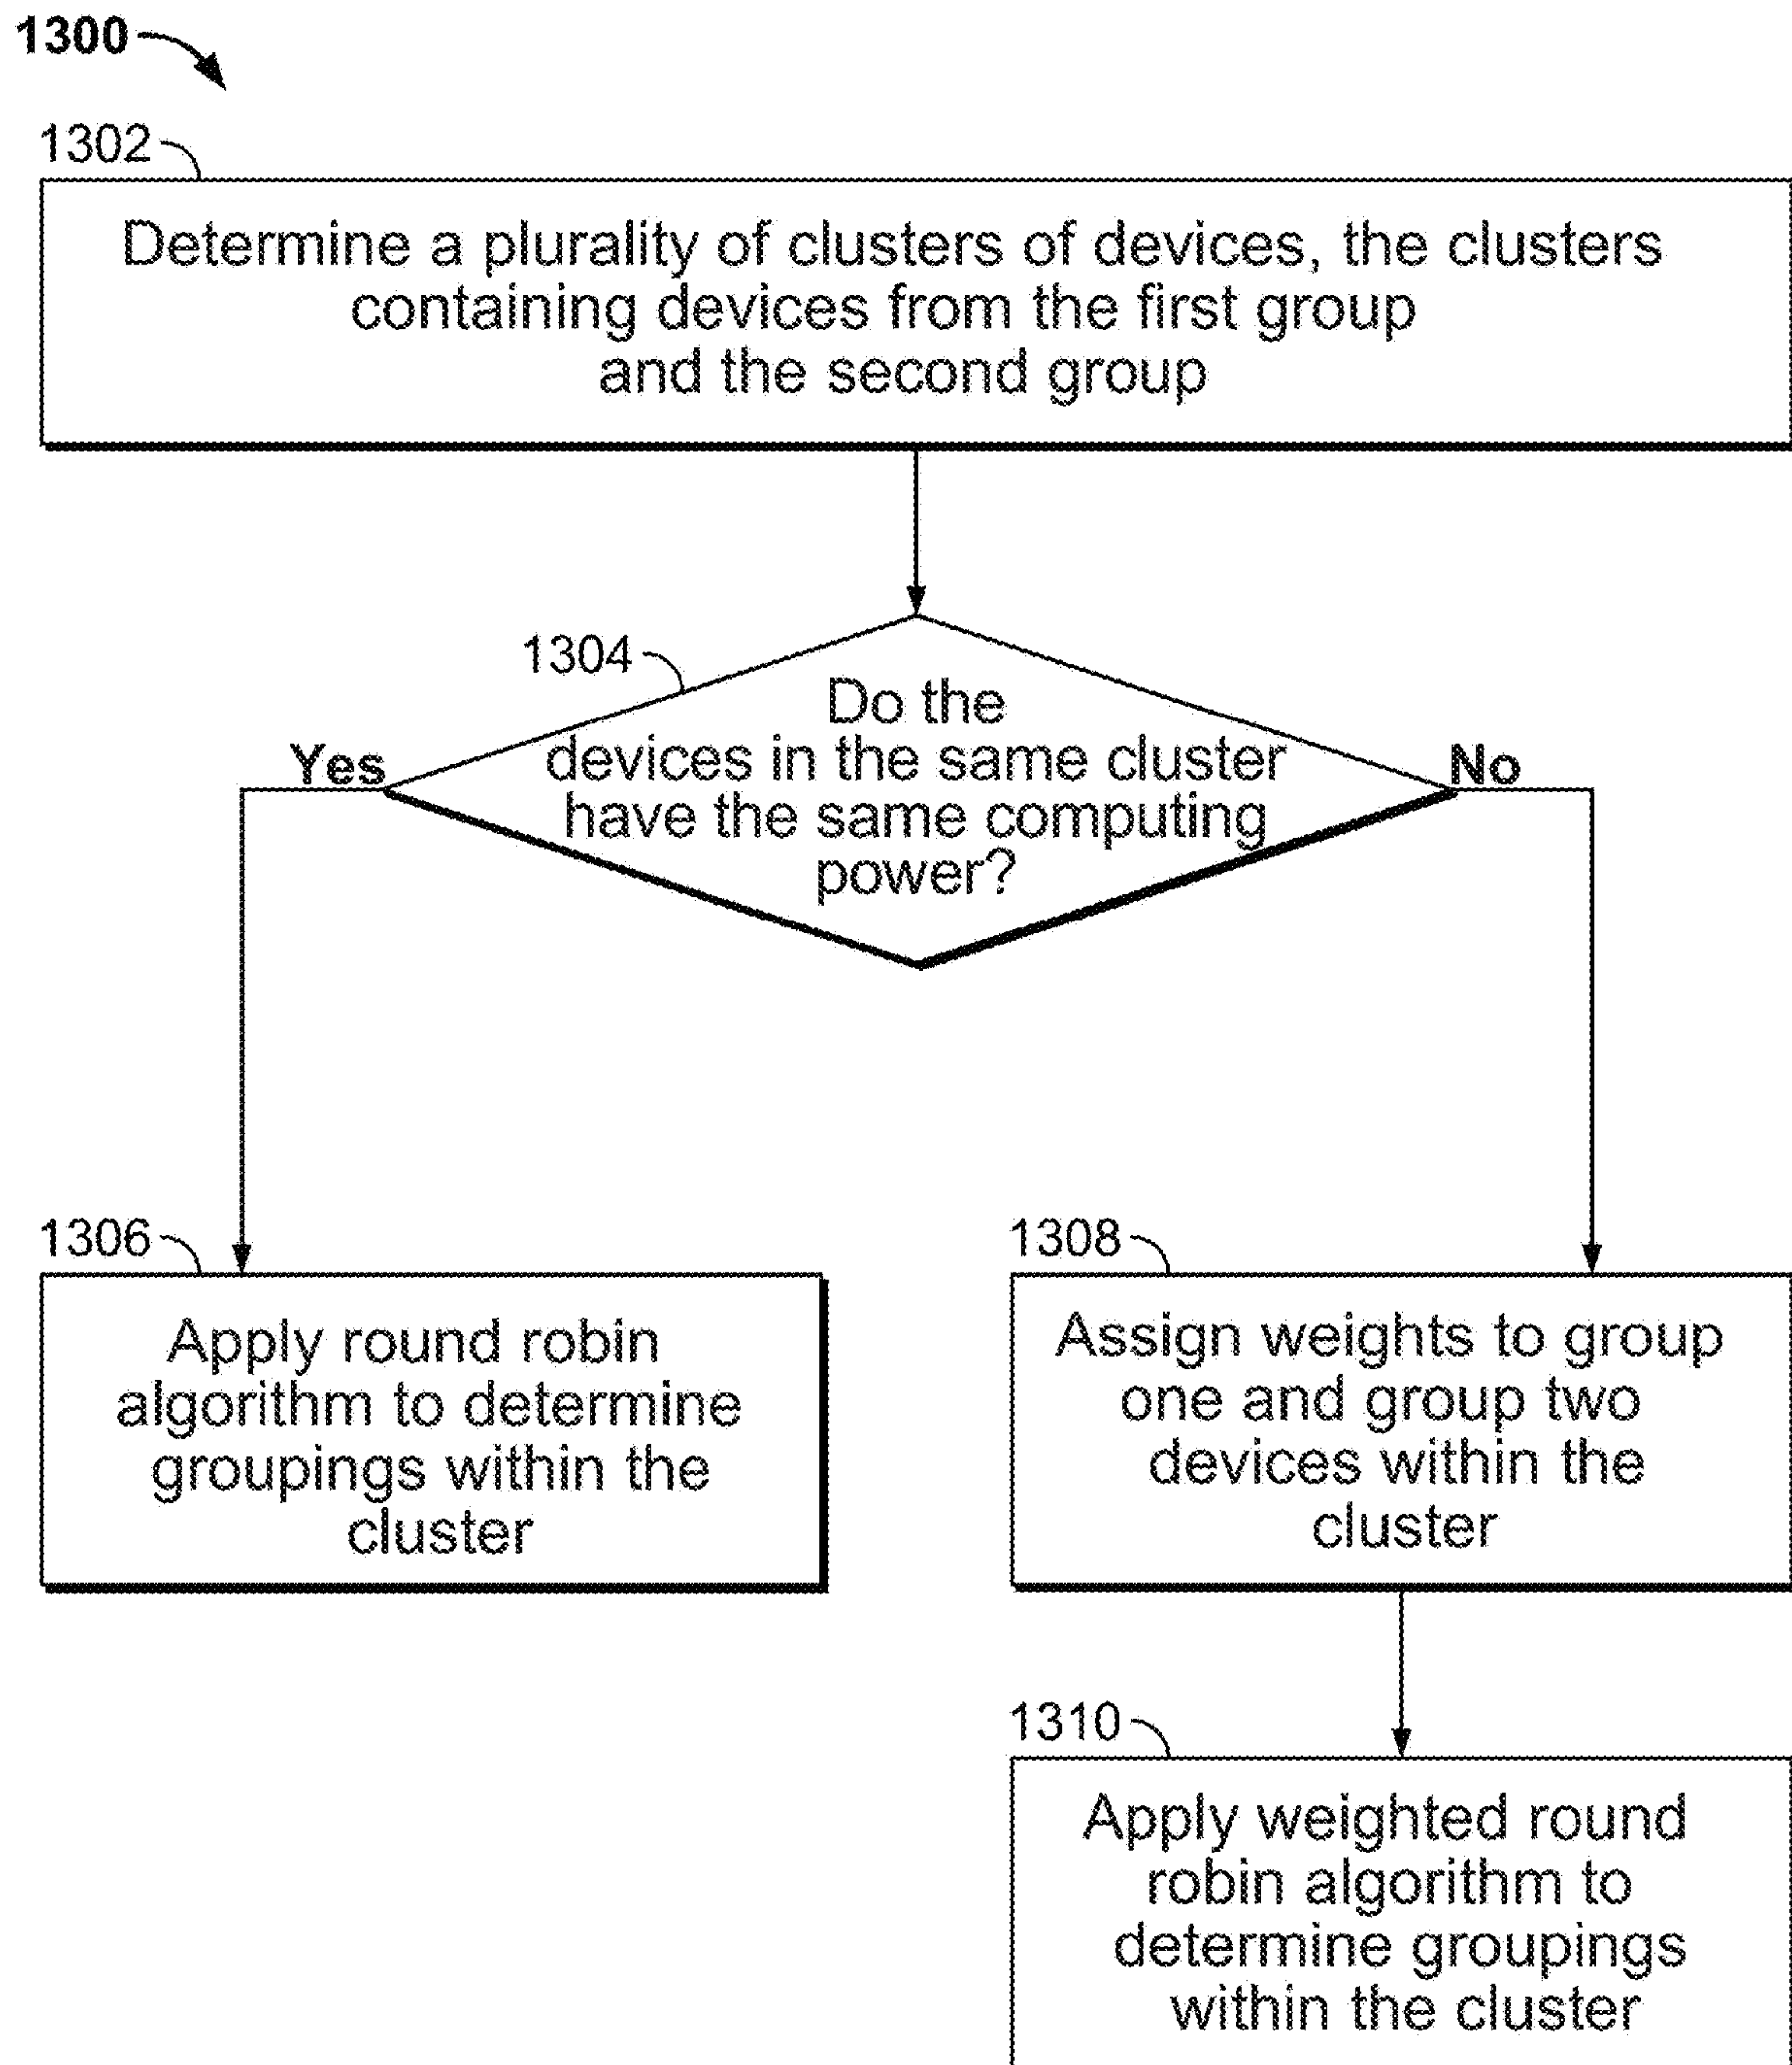 1300
1302
Determine a plurality of clusters of devices, the clusters
containing devices from the first group
and the second group
1304
Do the
devices in the same cluster
have the same computing
power?
Yes
No
1306
Apply round robin
algorithm to determine
groupings within the
cluster
1308
Assign weights to group
one and group two
devices within the
cluster
1310
Apply weighted round
robin algorithm to
determine groupings
within the cluster